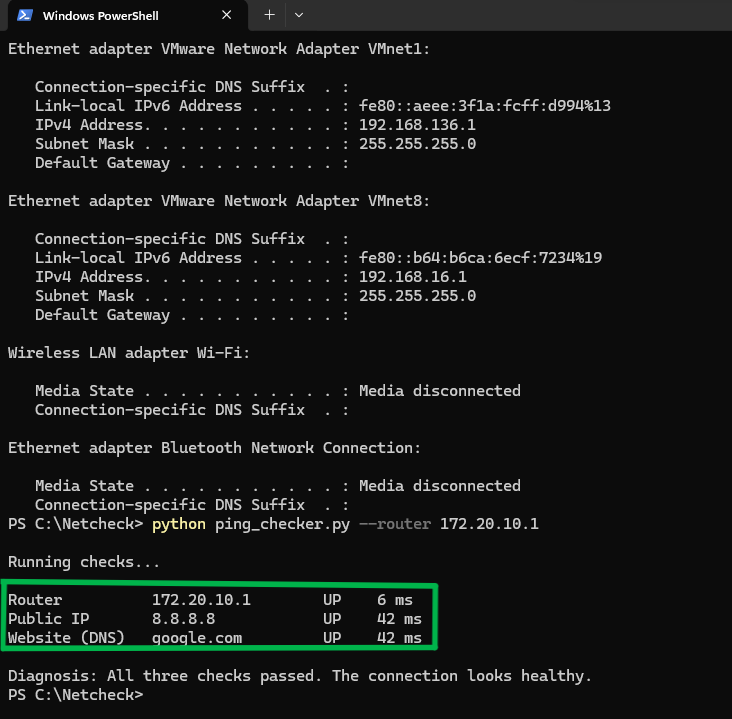 Windows PowerShell
Ethernet adapter VMware Network Adapter VMnet1:
Connection-specific DNS Suffix  . :
Link-local IPv6 Address . . . . . : fe80::aeee:3f1a:fcff:d994%13
IPv4 Address. . . . . . . . . . . : 192.168.136.1
Subnet Mask . . . . . . . . . . . : 255.255.255.0
Default Gateway . . . . . . . . . :
Ethernet adapter VMware Network Adapter VMnet8:
Connection-specific DNS Suffix  . :
Link-local IPv6 Address . . . . . : fe80::b64:b6ca:6ecf:7234%19
IPv4 Address. . . . . . . . . . . : 192.168.16.1
Subnet Mask . . . . . . . . . . . : 255.255.255.0
Default Gateway . . . . . . . . . :
Wireless LAN adapter Wi-Fi:
Media State . . . . . . . . . . . : Media disconnected
Connection-specific DNS Suffix  . :
Ethernet adapter Bluetooth Network Connection:
Media State . . . . . . . . . . . : Media disconnected
Connection-specific DNS Suffix  . :
PS C:\Netcheck> python ping_checker.py --router 172.20.10.1
Running checks...
Router          172.20.10.1        UP    6 ms
Public IP       8.8.8.8            UP    42 ms
Website (DNS)   google.com         UP    42 ms
Diagnosis: All three checks passed. The connection looks healthy.
PS C:\Netcheck>